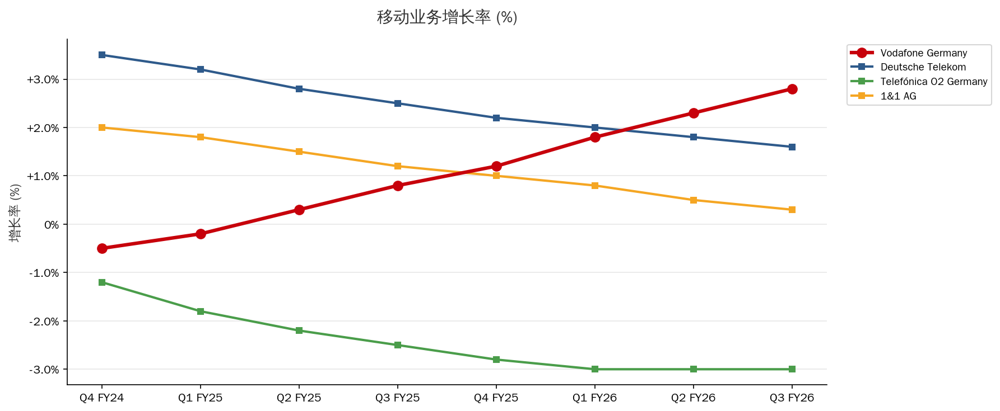 移动业务增长率 (%)
Vodafone Germany
Deutsche Telekom
Telefónica O2 Germany
1&1 AG
增长率 (%)
+3.0%
+2.0%
+1.0%
0%
-1.0%
-2.0%
-3.0%
Q4 FY24
Q1 FY25
Q2 FY25
Q3 FY25
Q4 FY25
Q1 FY26
Q2 FY26
Q3 FY26